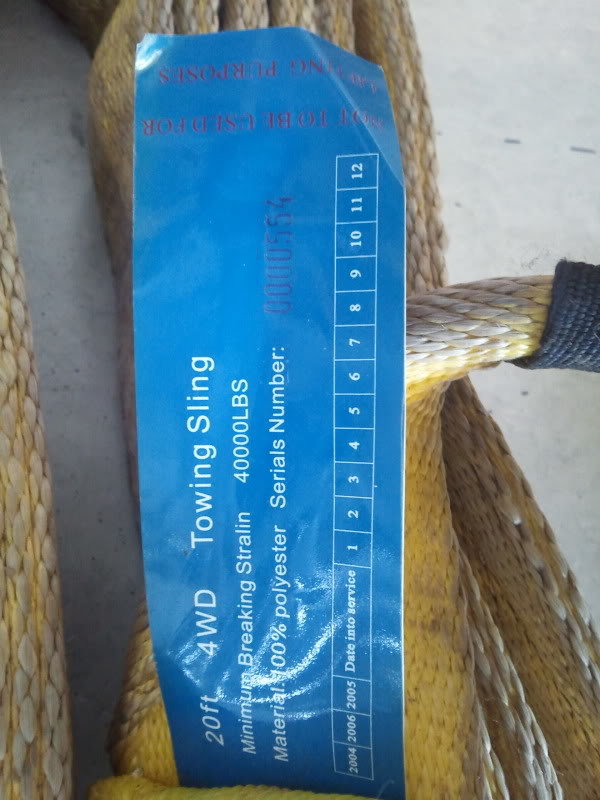 20ft 4WD Towing Sling
Minimum Breaking Stralin 40000LBS
Material: 100% polyester Serials Number: 0000554
2004 2006 2005 Date into service 1 2 3 4 5 6 7 8 9 10 11 12
NOT TO BE USED FOR
PURPOSES